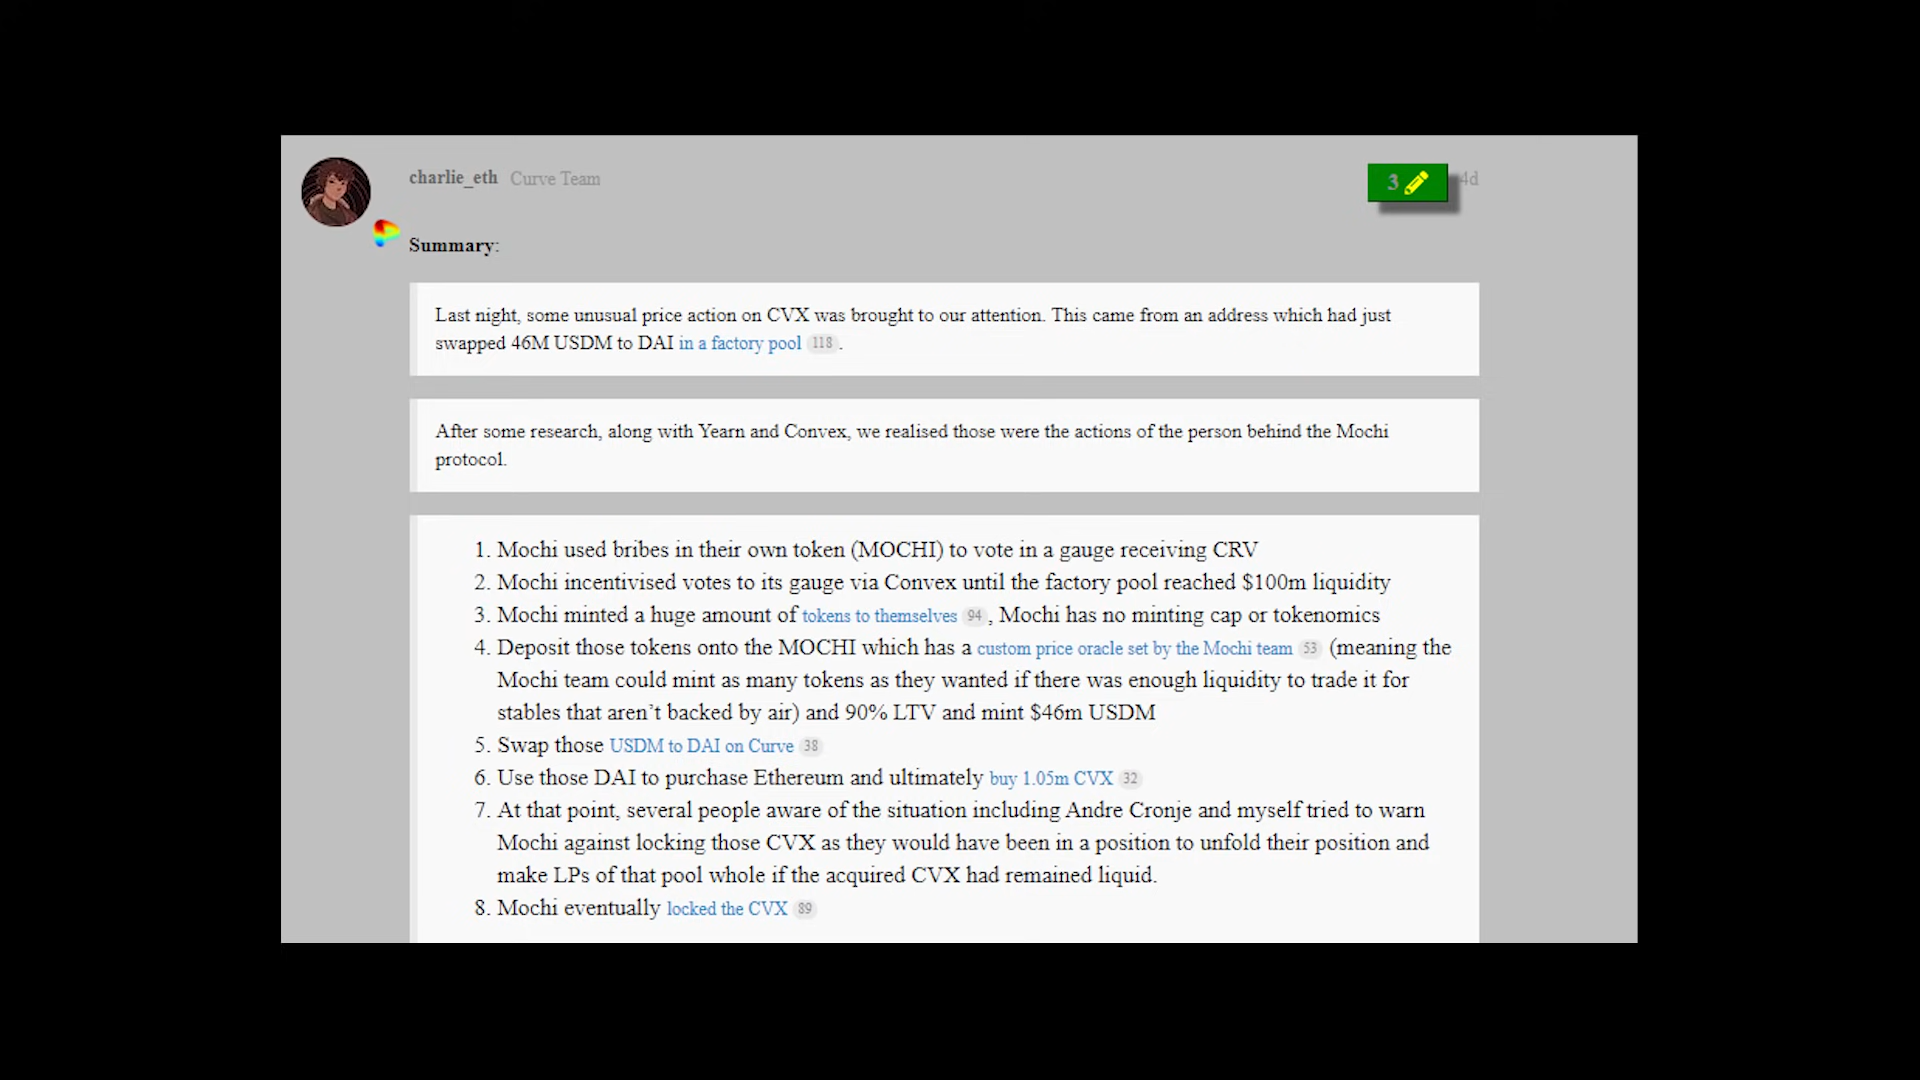 charlie_eth Curve Team 3 4d
Summary:
Last night, some unusual price action on CVX was brought to our attention. This came from an address which had just
swapped 46M USDM to DAI in a factory pool 118 .
After some research, along with Yearn and Convex, we realised those were the actions of the person behind the Mochi
protocol.
1. Mochi used bribes in their own token (MOCHI) to vote in a gauge receiving CRV
2. Mochi incentivised votes to its gauge via Convex until the factory pool reached $100m liquidity
3. Mochi minted a huge amount of tokens to themselves 94 , Mochi has no minting cap or tokenomics
4. Deposit those tokens onto the MOCHI which has a custom price oracle set by the Mochi team 53 (meaning the
Mochi team could mint as many tokens as they wanted if there was enough liquidity to trade it for
stables that aren’t backed by air) and 90% LTV and mint $46m USDM
5. Swap those USDM to DAI on Curve 38
6. Use those DAI to purchase Ethereum and ultimately buy 1.05m CVX 32
7. At that point, several people aware of the situation including Andre Cronje and myself tried to warn
Mochi against locking those CVX as they would have been in a position to unfold their position and
make LPs of that pool whole if the acquired CVX had remained liquid.
8. Mochi eventually locked the CVX 89